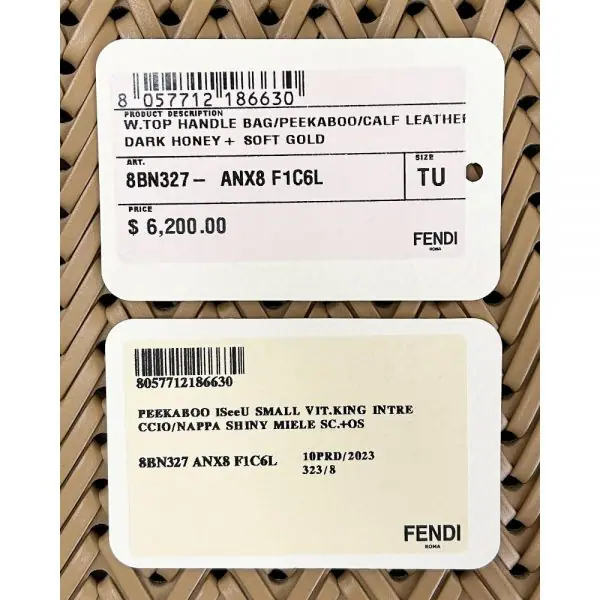 8 057712 186630
PRODUCT DESCRIPTION
W.TOP HANDLE BAG/PEEKABOO/CALF LEATHER
DARK HONEY+ SOFT GOLD
ART.
8BN327- ANX8 F1C6L
SIZE
TU
PRICE
$ 6,200.00
FENDI
ROMA
8057712186630
PEEKABOO ISeeU SMALL VIT.KING INTRE
CCIO/NAPPA SHINY MIELE SC.+OS
8BN327 ANX8 F1C6L 10PRD/2023
323/8
FENDI
ROMA